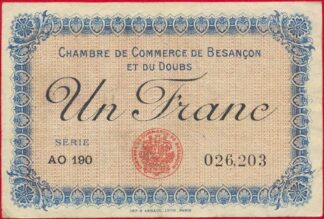 CHAMBRE DE COMMERCE DE BESANÇON
ET DU DOUBS
Un Franc
SÉRIE
AO 190
026,203